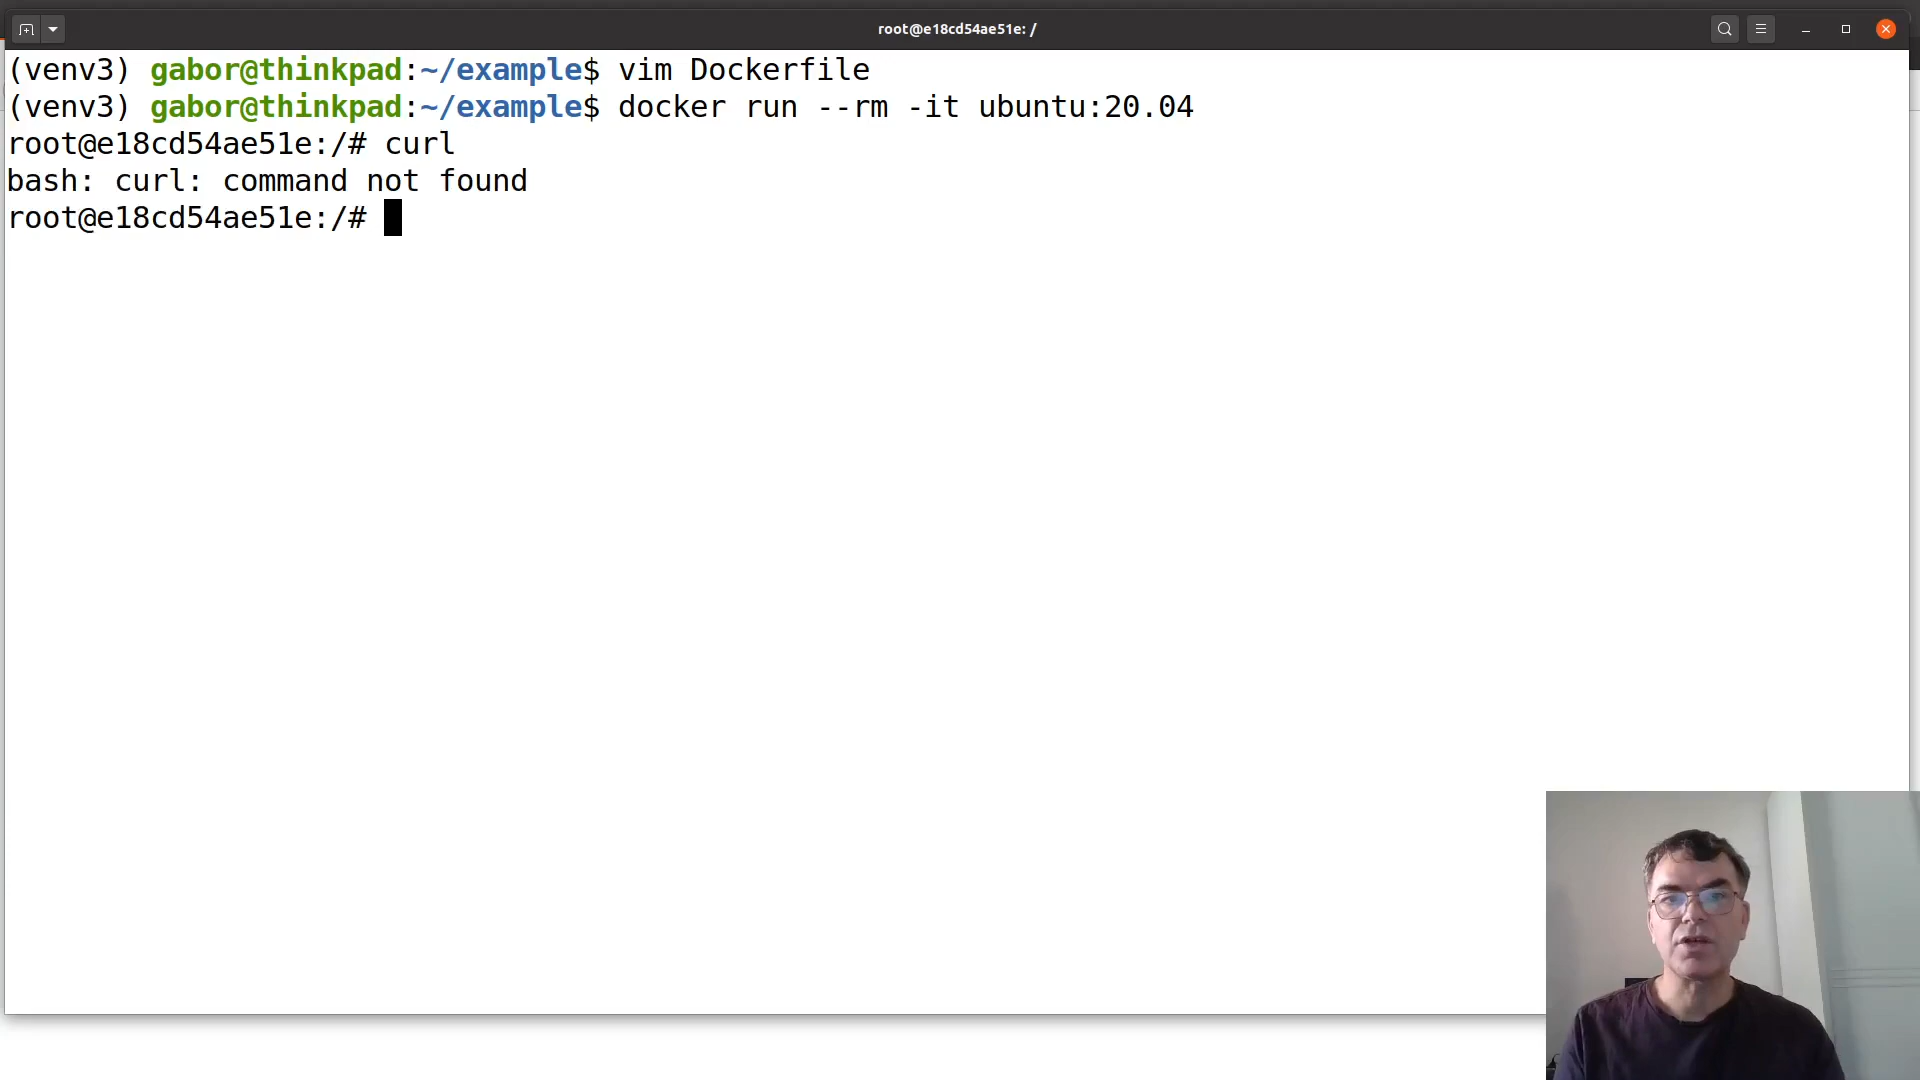 root@e18cd54ae51e: /
(venv3) gabor@thinkpad:~/example$ vim Dockerfile
(venv3) gabor@thinkpad:~/example$ docker run --rm -it ubuntu:20.04
root@e18cd54ae51e:/# curl
bash: curl: command not found
root@e18cd54ae51e:/#